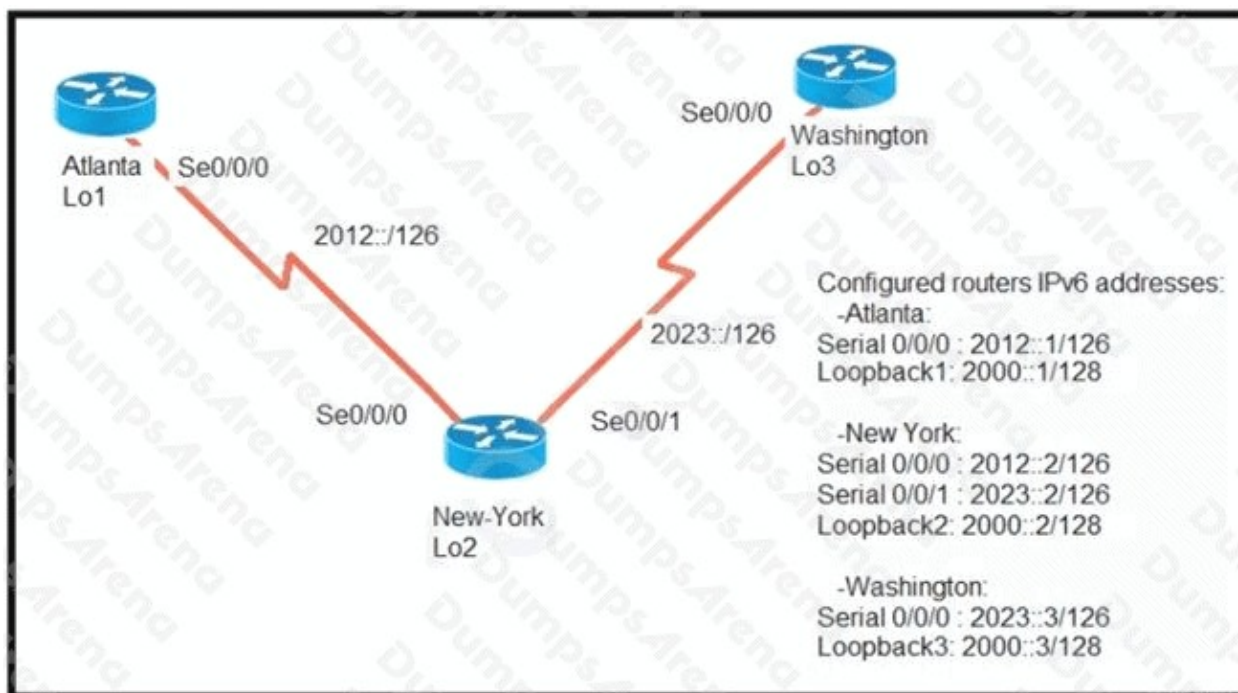 Se0/0/0
Washington
Lo3
Atlanta
Lo1
Se0/0/0
2012::/126
2023::/126
Se0/0/0
Se0/0/1
New-York
Lo2
Configured routers IPv6 addresses:
-Atlanta:
Serial 0/0/0 : 2012::1/126
Loopback1: 2000::1/128
-New York:
Serial 0/0/0 : 2012::2/126
Serial 0/0/1 : 2023::2/126
Loopback2: 2000::2/128
-Washington:
Serial 0/0/0 : 2023::3/126
Loopback3: 2000::3/128
DumpsArena